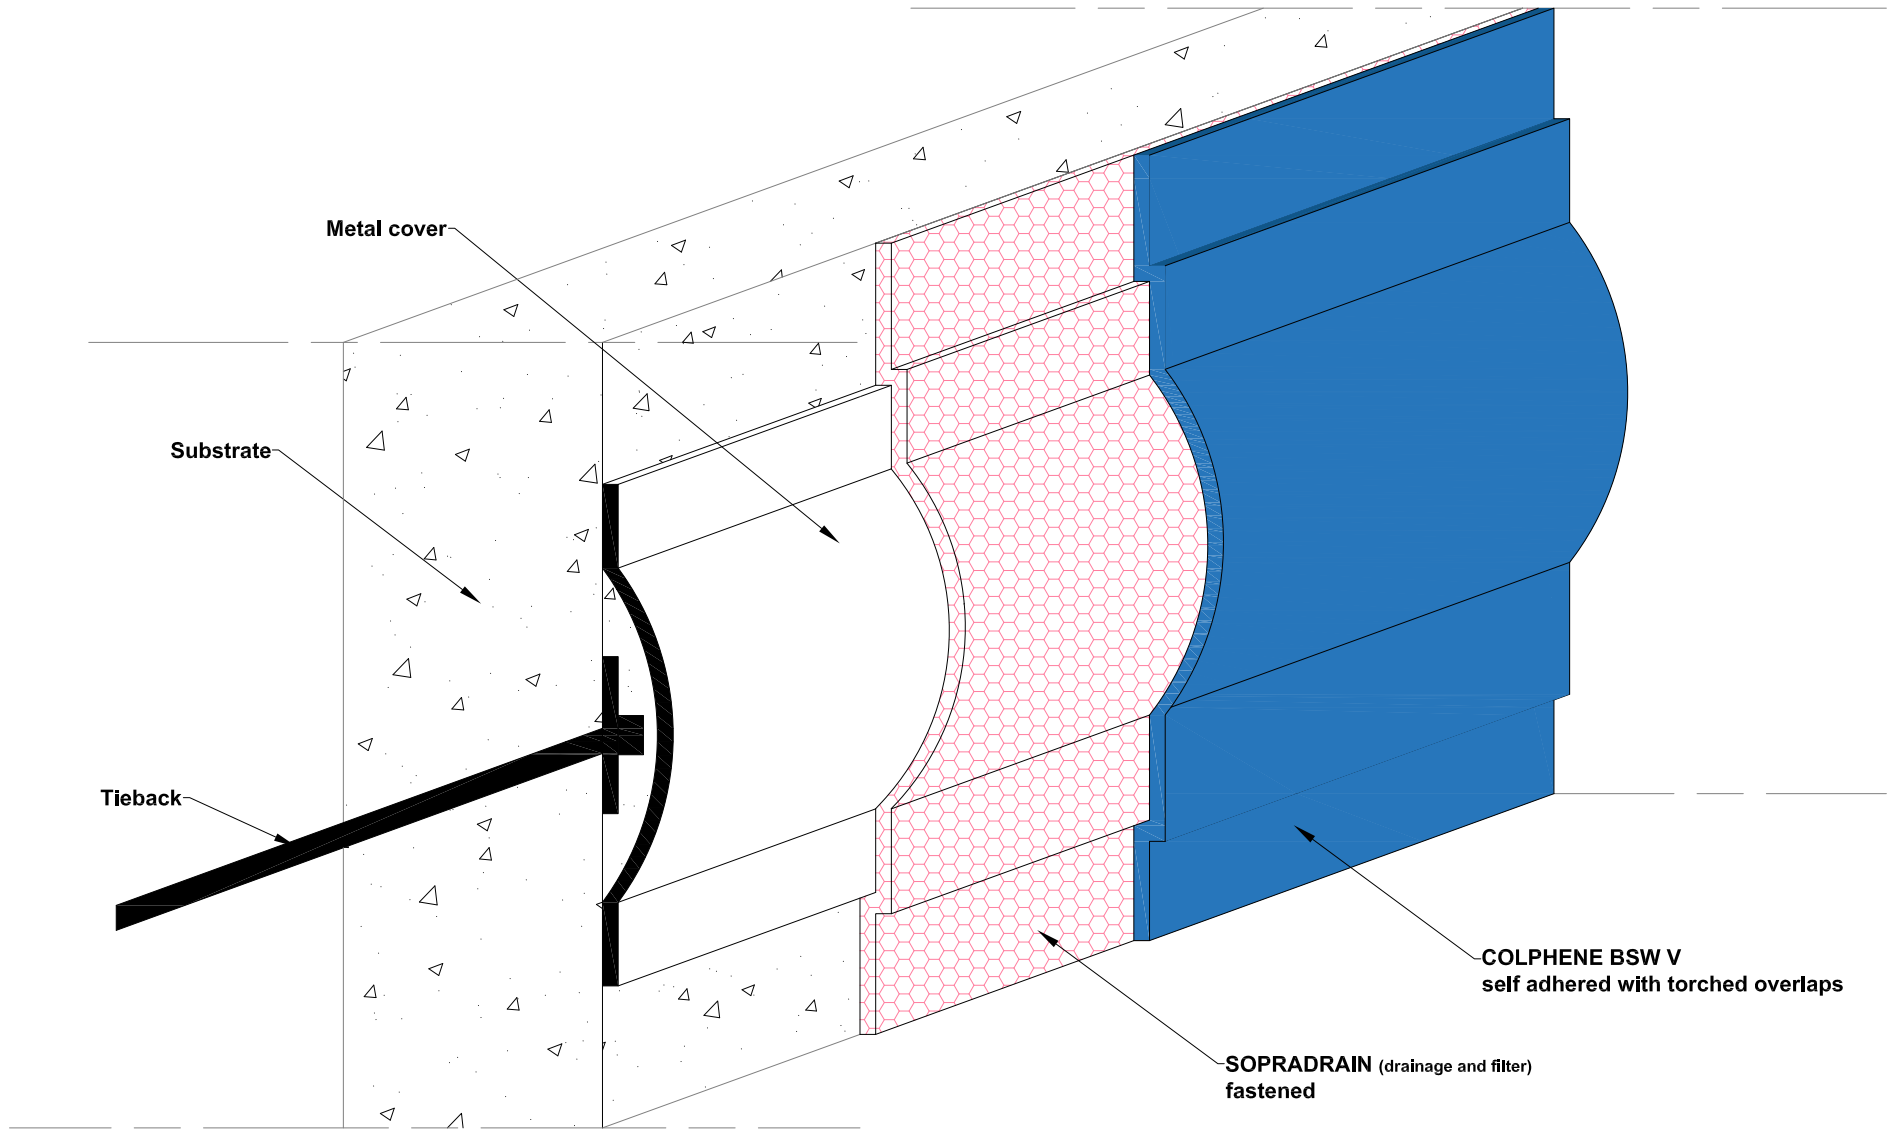 Metal cover
Substrate
Tieback
COLPHENE BSW V
self adhered with torched overlaps
SOPRADRAIN (drainage and filter)
fastened